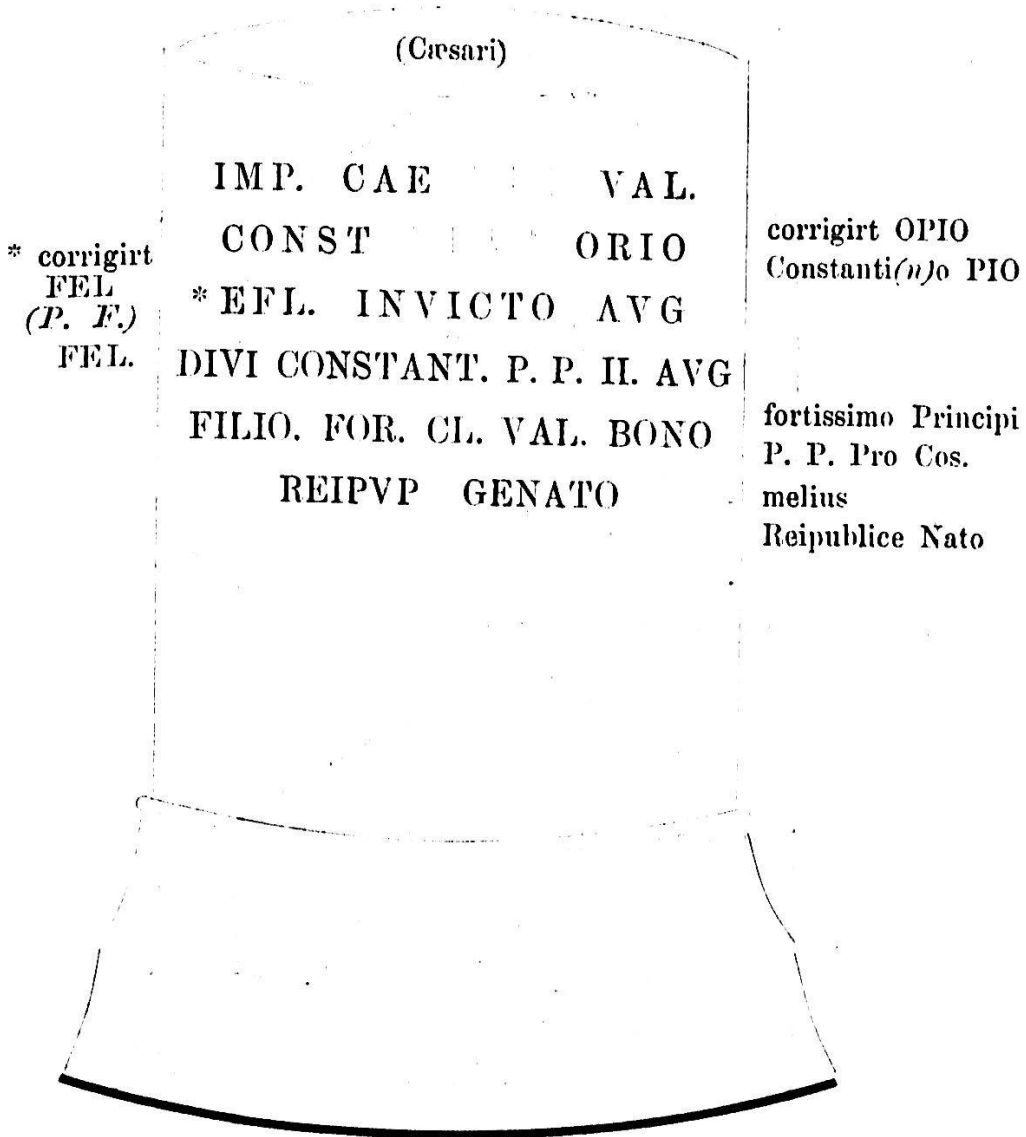 (Cæsari)
IMP. CAE VAL.
CONST ORIO
*EFL. INVICTO AVG
DIVI CONSTANT. P. P. II. AVG
FILIO. FOR. CL. VAL. BONO
REIPVP GENATO
* corrigirt
FEL
(P. F.)
FEL.
corrigirt OPIO
Constanti(n)o PIO
fortissimo Principi
P. P. Pro Cos.
melius
Reipublice Nato